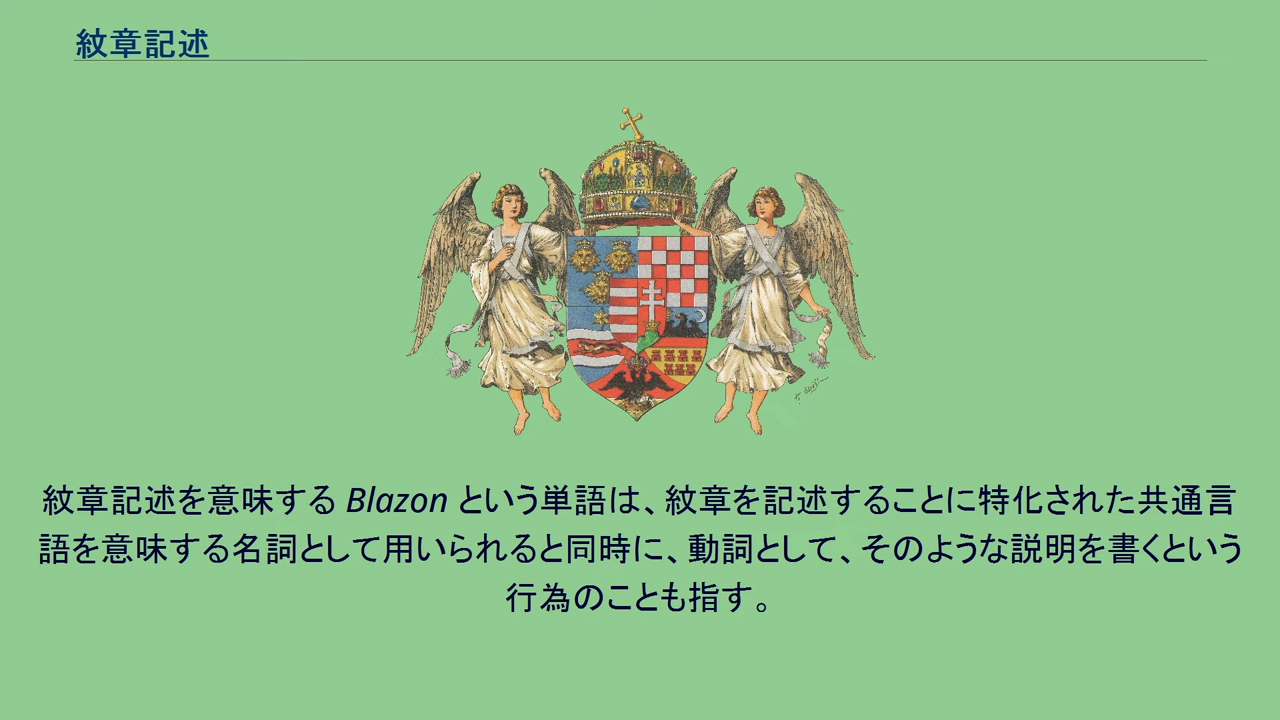 紋章記述
紋章記述を意味する Blazon という単語は、紋章を記述することに特化された共通言
語を意味する名詞として用いられると同時に、動詞として、そのような説明を書くという
行為のことも指す。